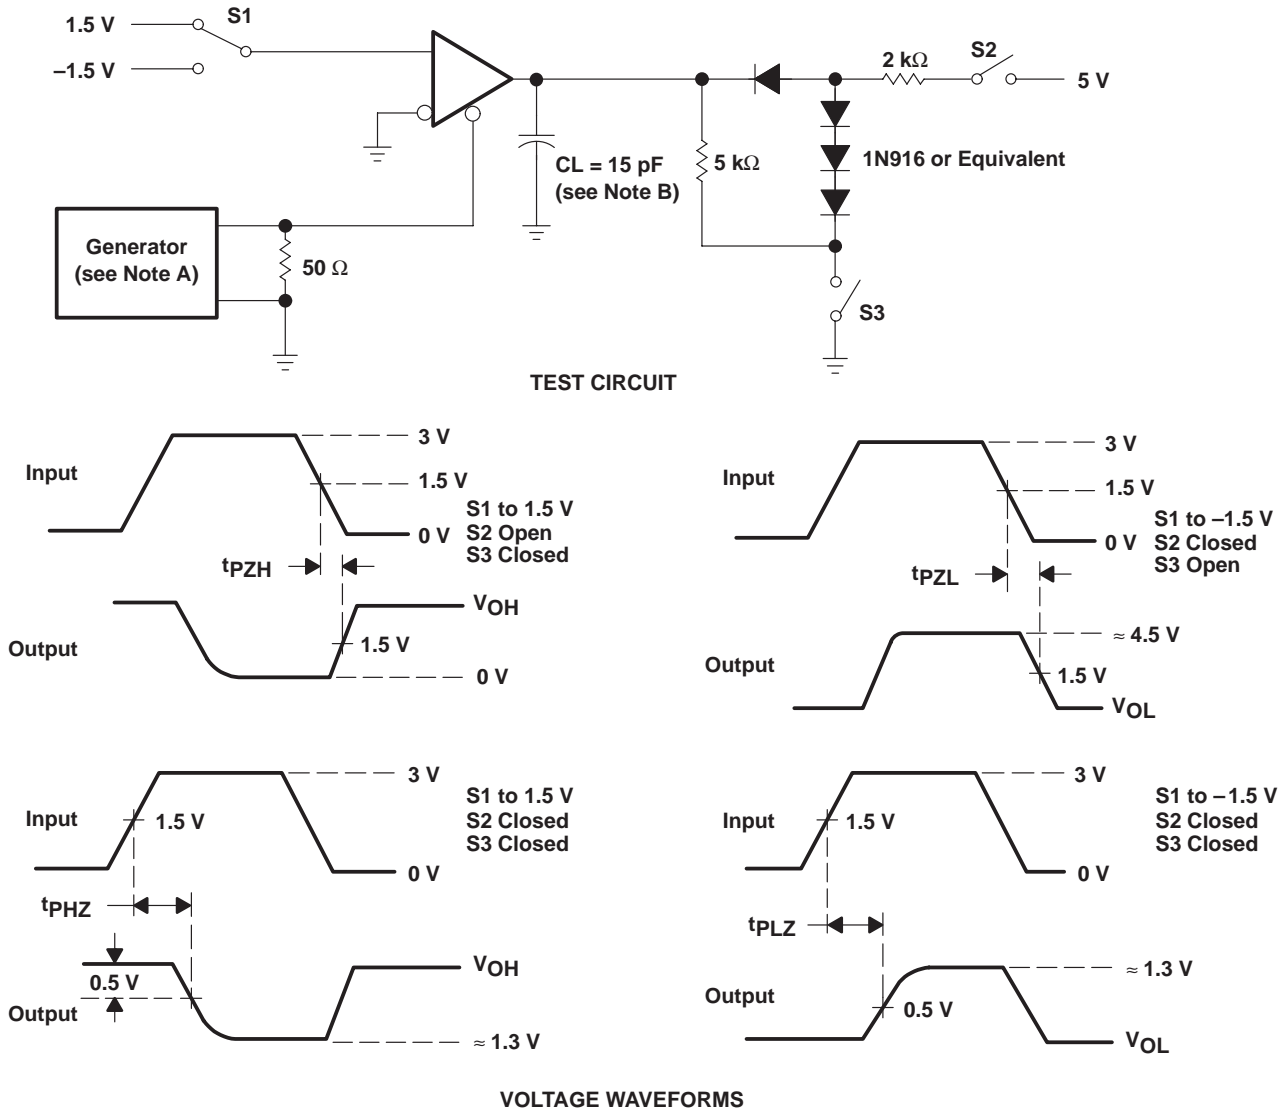 1.5 V
S1
–1.5 V
2 kΩ
S2
5 V
CL = 15 pF
(see Note B)
5 kΩ
1N916 or Equivalent
Generator
(see Note A)
50 Ω
S3
TEST CIRCUIT
Input
3 V
1.5 V
0 V
S1 to 1.5 V
S2 Open
S3 Closed
tPZH
Output
VOH
1.5 V
0 V
Input
3 V
1.5 V
0 V
S1 to –1.5 V
S2 Closed
S3 Open
tPZL
Output
≈ 4.5 V
1.5 V
VOL
Input
3 V
1.5 V
0 V
S1 to 1.5 V
S2 Closed
S3 Closed
tPHZ
0.5 V
Output
VOH
≈ 1.3 V
Input
3 V
1.5 V
0 V
S1 to –1.5 V
S2 Closed
S3 Closed
tPLZ
Output
≈ 1.3 V
0.5 V
VOL
VOLTAGE WAVEFORMS